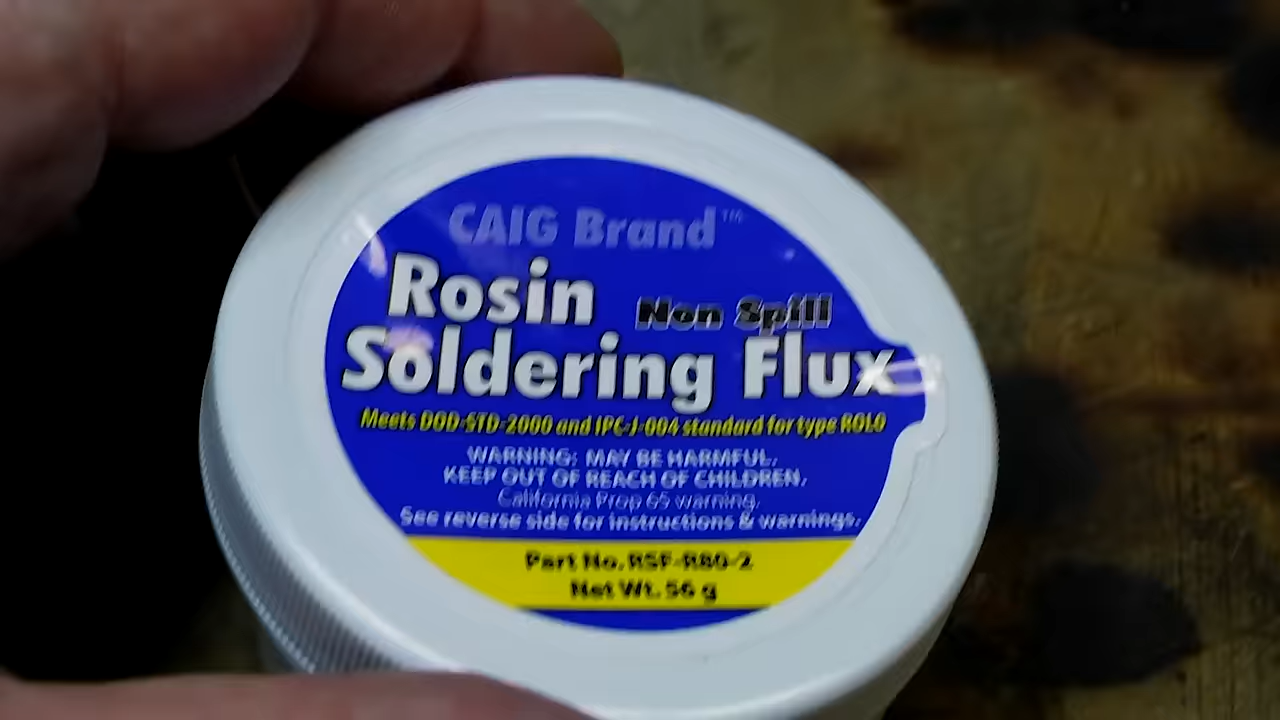 CAIG Brand™
Rosin Non Spill
Soldering Flux
Meets DOD-STD-2000 and IPC-J-004 standard for type ROLO
WARNING: MAY BE HARMFUL.
KEEP OUT OF REACH OF CHILDREN.
California Prop 65 warning.
See reverse side for instructions & warnings.
Part No. RSF-R80-2
Net Wt. 56 g